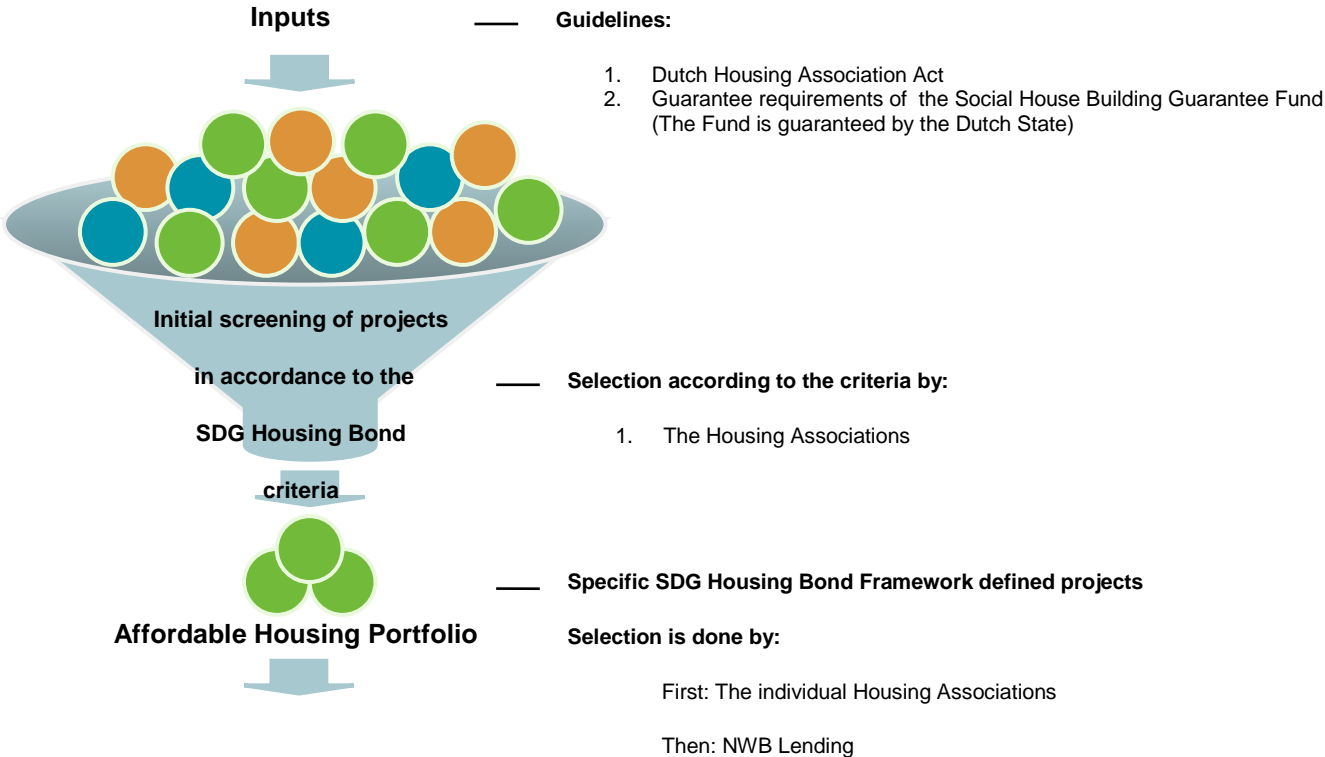 Inputs
Guidelines:
1. Dutch Housing Association Act
2. Guarantee requirements of the Social House Building Guarantee Fund
(The Fund is guaranteed by the Dutch State)
Initial screening of projects
in accordance to the
SDG Housing Bond
criteria
Selection according to the criteria by:
1. The Housing Associations
Affordable Housing Portfolio
Specific SDG Housing Bond Framework defined projects
Selection is done by:
First: The individual Housing Associations
Then: NWB Lending